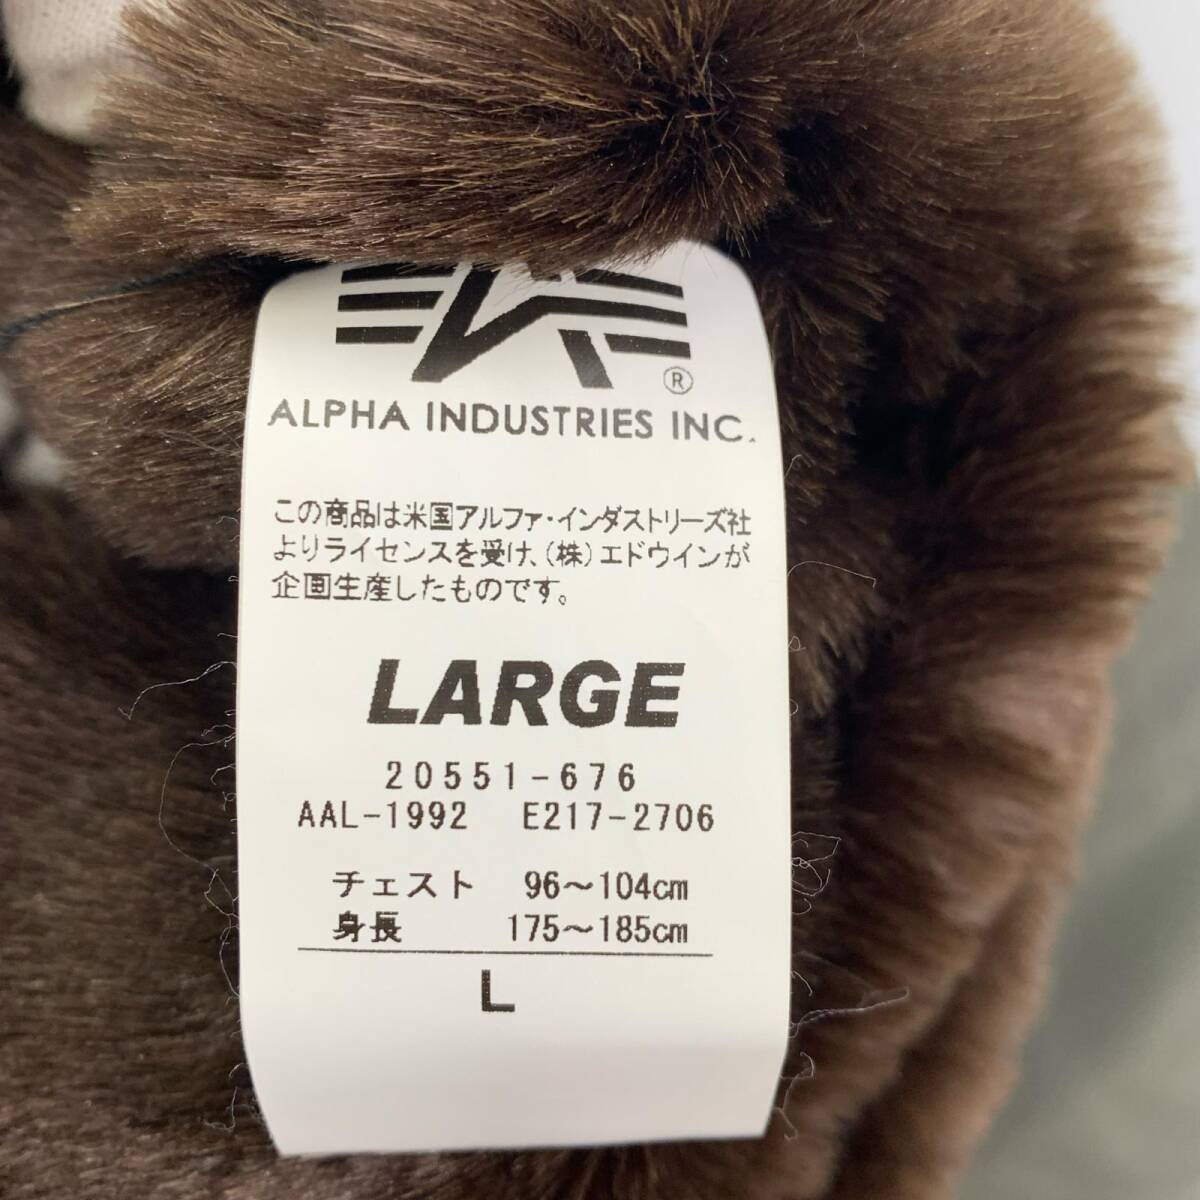 ®
ALPHA INDUSTRIES INC.
この商品は米国アルファ・インダストリーズ社
よりライセンスを受け、(株)エドウインが
企画生産したものです。
LARGE
20551-676
AAL-1992 E217-2706
チェスト 96～104cm
身長 175～185cm
L